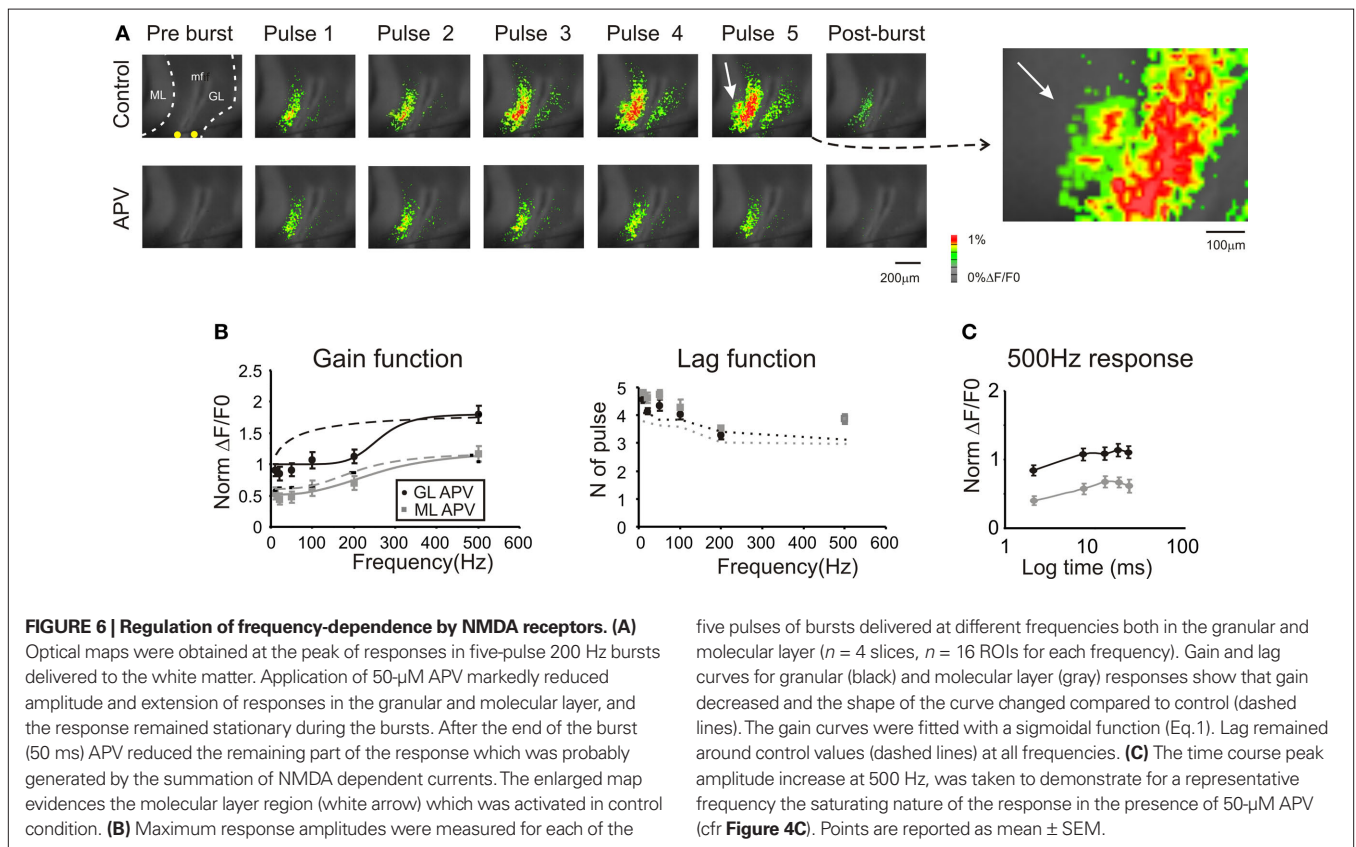 A
Pre burst
Pulse 1
Pulse 2
Pulse 3
Pulse 4
Pulse 5
Post-burst
Control
ML
mf
GL
APV
1%
0%ΔF/F0
200μm
100μm
B
Gain function
Norm ΔF/F0
2.5
2
1.5
1
0.5
0
GL APV
ML APV
0 100 200 300 400 500 600
Frequency(Hz)
Lag function
N of pulse
5
4
3
2
1
0
0 100 200 300 400 500 600
Frequency(Hz)
C
500Hz response
Norm ΔF/F0
2
1
0
1 10 100
Log time (ms)
FIGURE 6 | Regulation of frequency-dependence by NMDA receptors. (A)
Optical maps were obtained at the peak of responses in five-pulse 200 Hz bursts
delivered to the white matter. Application of 50-μM APV markedly reduced
amplitude and extension of responses in the granular and molecular layer, and
the response remained stationary during the bursts. After the end of the burst
(50 ms) APV reduced the remaining part of the response which was probably
generated by the summation of NMDA dependent currents. The enlarged map
evidences the molecular layer region (white arrow) which was activated in control
condition. (B) Maximum response amplitudes were measured for each of the
five pulses of bursts delivered at different frequencies both in the granular and
molecular layer (n = 4 slices, n = 16 ROIs for each frequency). Gain and lag
curves for granular (black) and molecular layer (gray) responses show that gain
decreased and the shape of the curve changed compared to control (dashed
lines). The gain curves were fitted with a sigmoidal function (Eq.1). Lag remained
around control values (dashed lines) at all frequencies. (C) The time course peak
amplitude increase at 500 Hz, was taken to demonstrate for a representative
frequency the saturating nature of the response in the presence of 50-μM APV
(cfr Figure 4C). Points are reported as mean ± SEM.